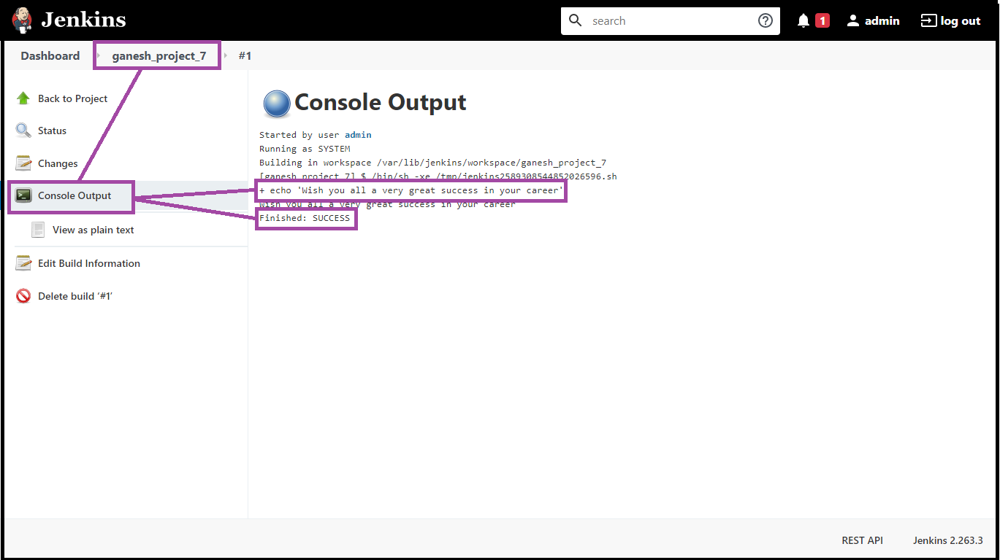 Jenkins
search
1
admin
log out
Dashboard
ganesh_project_7
#1
Back to Project
Status
Changes
Console Output
View as plain text
Edit Build Information
Delete build ‘#1’
Console Output
Started by user admin
Running as SYSTEM
Building in workspace /var/lib/jenkins/workspace/ganesh_project_7
[ganesh_project_7] $ /bin/sh -xe /tmp/jenkins2589308544852026596.sh
+ echo 'Wish you all a very great success in your career'
Wish you all a very great success in your career
Finished: SUCCESS
REST API
Jenkins 2.263.3